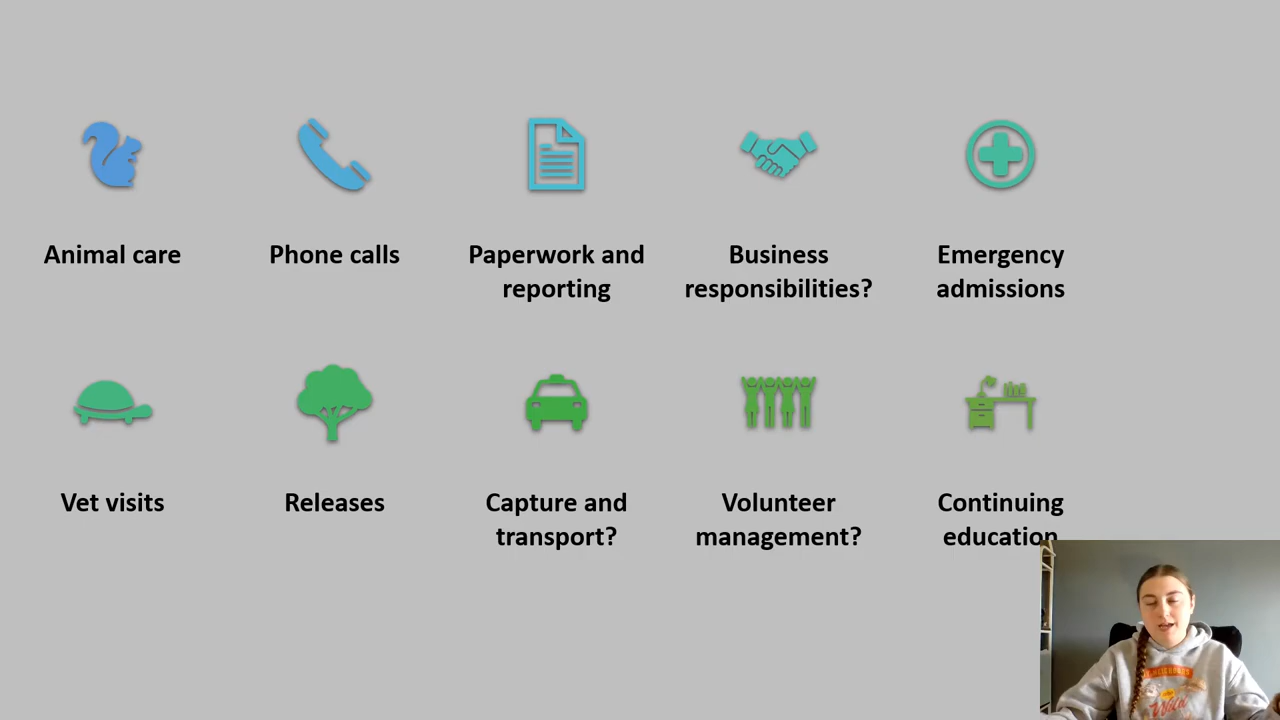 Animal care
Phone calls
Paperwork and
reporting
Business
responsibilities?
Emergency
admissions
Vet visits
Releases
Capture and
transport?
Volunteer
management?
Continuing
education
Wild